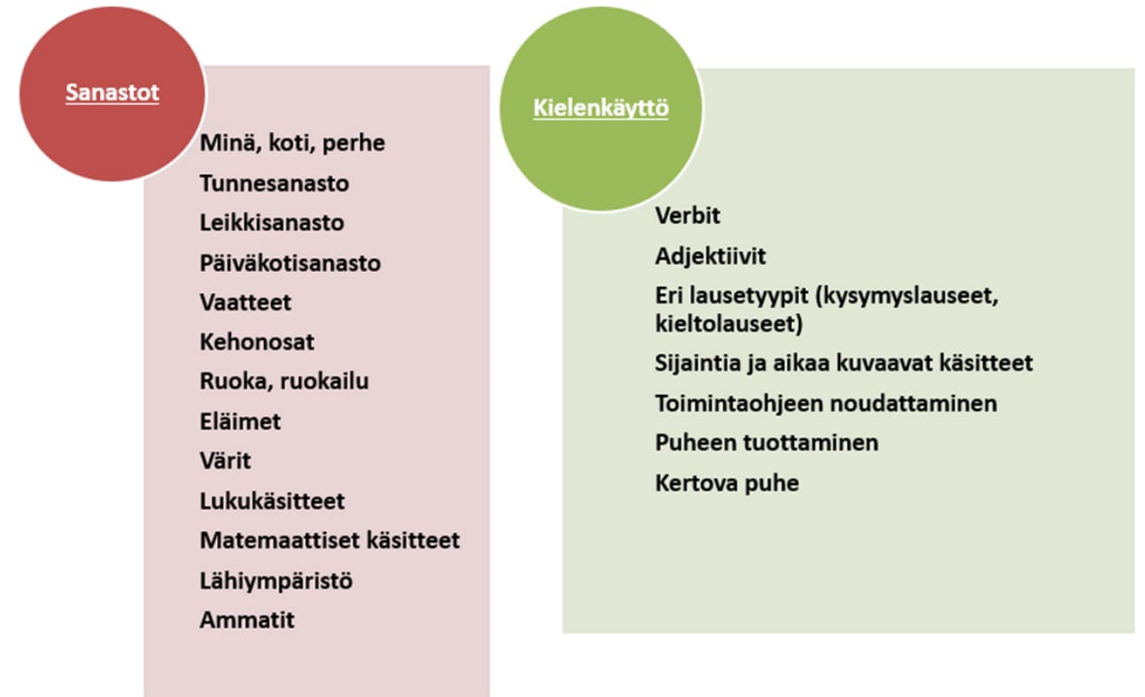 Sanastot
Minä, koti, perhe
Tunnesanasto
Leikkisanasto
Päiväkotisanasto
Vaatteet
Kehonosat
Ruoka, ruokailu
Eläimet
Värit
Lukukäsitteet
Matemaattiset käsitteet
Lähiympäristö
Ammatit
Kielenkäyttö
Verbit
Adjektiivit
Eri lausetyypit (kysymyslauseet,
kieltolauseet)
Sijaintia ja aikaa kuvaavat käsitteet
Toimintaohjeen noudattaminen
Puheen tuottaminen
Kertova puhe